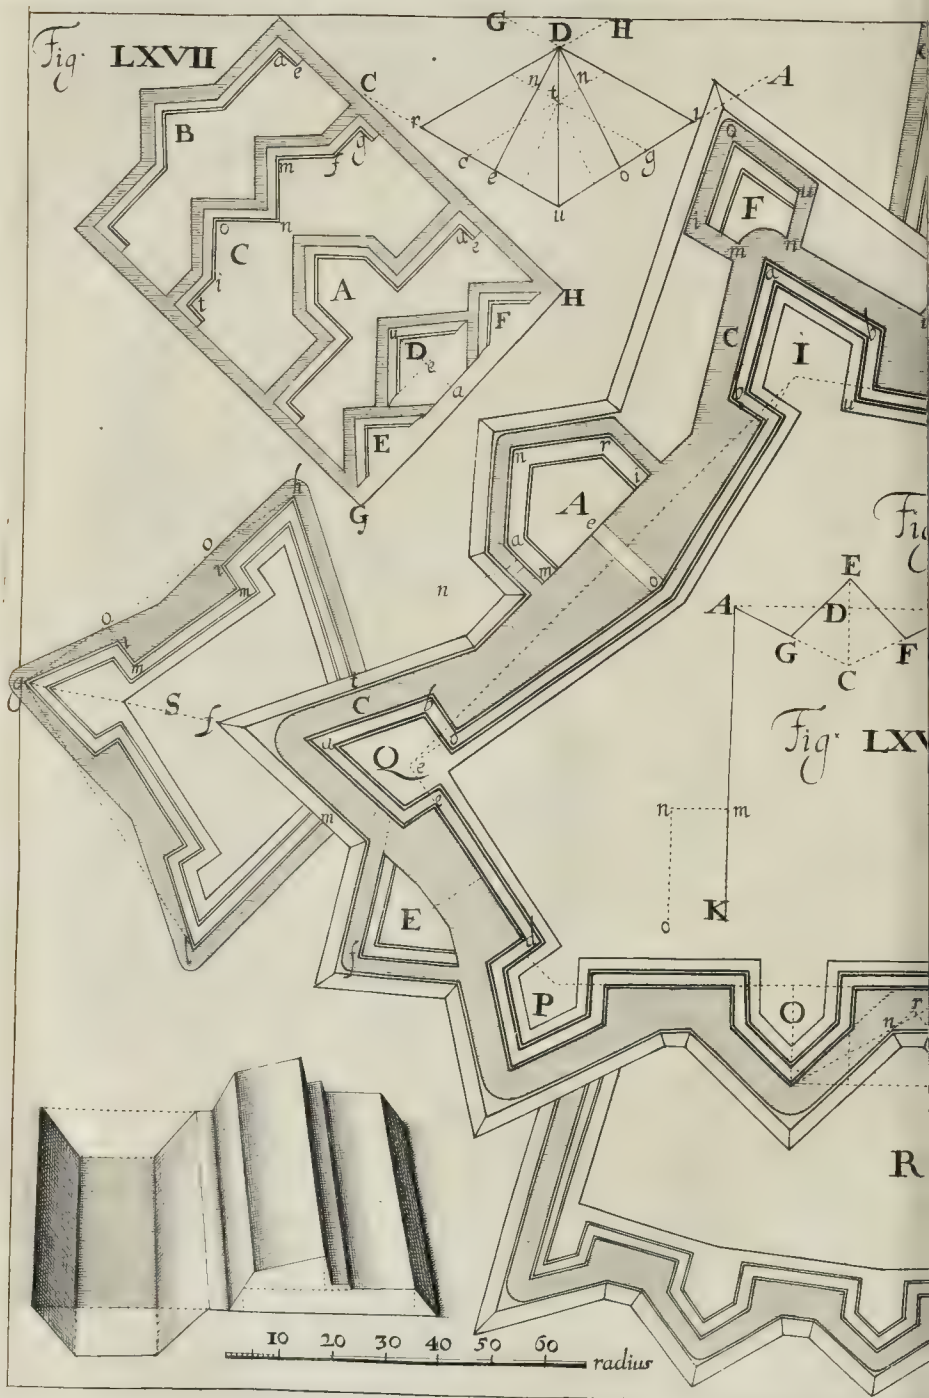 Fig. LXVII
G D H
C
n n
t
A
r
l
c e o g
u
a e
B
m f g
o n
C
i
t
a e
A
H
F
u
D
e
a
E
G
o
F u
i
m n
a
C
I
b
o
u
n r
i
A
e
a
m
o
h
o
i
m
n
o
i
m
g
S
f
t
C
b
a
o
Q
e
e
m
E
f
d
P
O
n r
l
A E
D
G F
C
Fig. LXV
n m
o K
R
10 20 30 40 50 60 radius